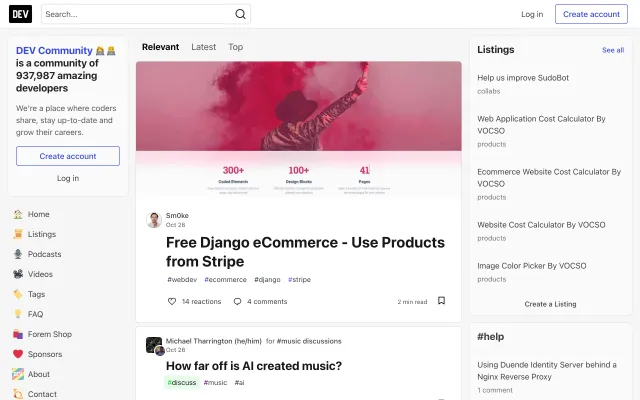 DEV
Search...
Log in
Create account
DEV Community
is a community of
937,987 amazing
developers
We're a place where coders
share, stay up-to-date and
grow their careers.
Create account
Log in
Home
Listings
Podcasts
Videos
Tags
FAQ
Forem Shop
Sponsors
About
Contact
Relevant
Latest
Top
300+
100+
41
Coded Elements
Design Blocks
Pages
Sm0ke
Oct 26
Free Django eCommerce - Use Products
from Stripe
#webdev #ecommerce #django #stripe
14 reactions
4 comments
2 min read
Michael Tharrington (he/him) for #music discussions
Oct 26
How far off is AI created music?
#discuss #music #ai
Listings
See all
Help us improve SudoBot
collabs
Web Application Cost Calculator By
VOCSO
products
Ecommerce Website Cost Calculator By
VOCSO
products
Website Cost Calculator By VOCSO
products
Image Color Picker By VOCSO
products
Create a Listing
#help
Using Duende Identity Server behind a
Nginx Reverse Proxy
1 comment